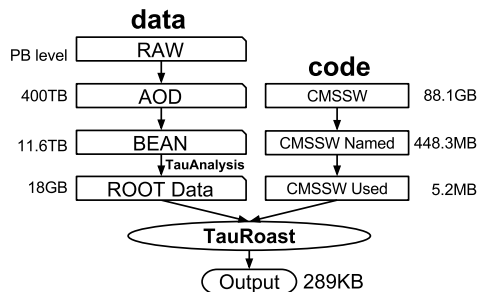 data
code
PB level
RAW
400TB
AOD
CMSSW
88.1GB
11.6TB
BEAN
CMSSW Named
448.3MB
TauAnalysis
18GB
ROOT Data
CMSSW Used
5.2MB
TauRoast
Output
289KB